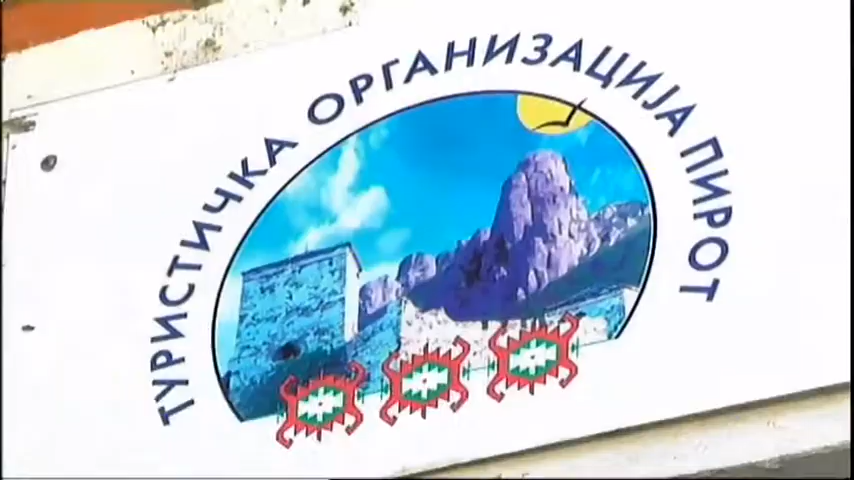 ТУРИСТИЧКА ОРГАНИЗАЦИЈА ПИРОТ